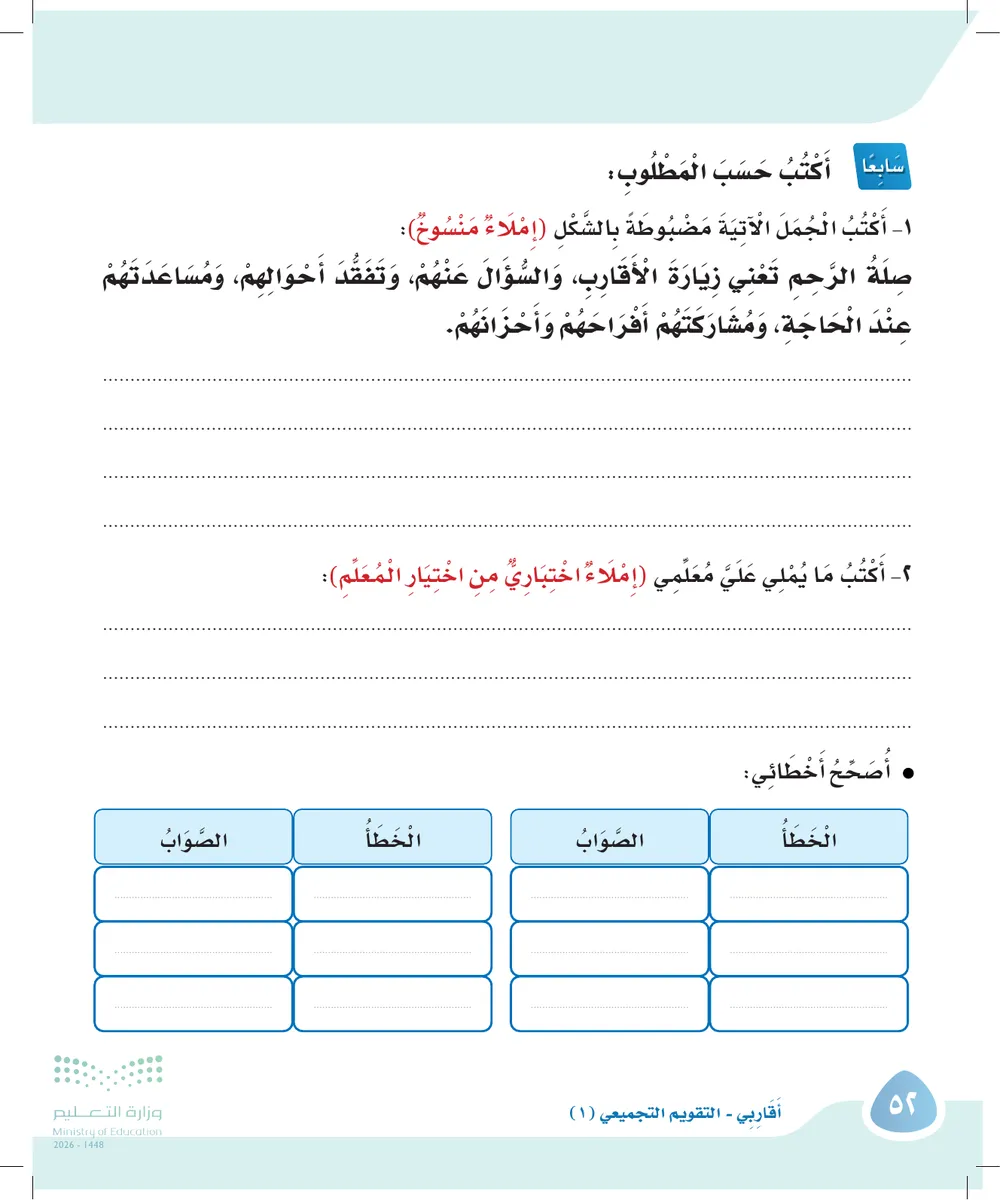 سَابِعًا
أَكْتُبُ حَسَبَ الْمَطْلُوبِ:
١- أَكْتُبُ الْجُمَلَ الْآتِيَةَ مَضْبُوطَةً بِالشَّكْلِ (إِمْلَاءٌ مَنْسُوخٌ):
صِلَةُ الرَّحِمِ تَعْنِي زِيَارَةَ الْأَقَارِبِ، وَالسُّؤَالَ عَنْهُمْ، وَتَفَقُّدَ أَحْوَالِهِمْ، وَمُسَاعَدَتَهُمْ
عِنْدَ الْحَاجَةِ، وَمُشَارَكَتَهُمْ أَفْرَاحَهُمْ وَأَحْزَانَهُمْ.
٢- أَكْتُبُ مَا يُمْلِي عَلَيَّ مُعَلِّمِي (إِمْلَاءٌ اخْتِبَارِيٌّ مِنِ اخْتِيَارِ الْمُعَلِّمِ):
• أُصَحِّحُ أَخْطَائِي:
الْخَطَأُ الصَّوَابُ الْخَطَأُ الصَّوَابُ
٥٢
أَقَارِبِي - التقويم التجميعي (١)
وزارة التعليم
Ministry of Education
2026 - 1448